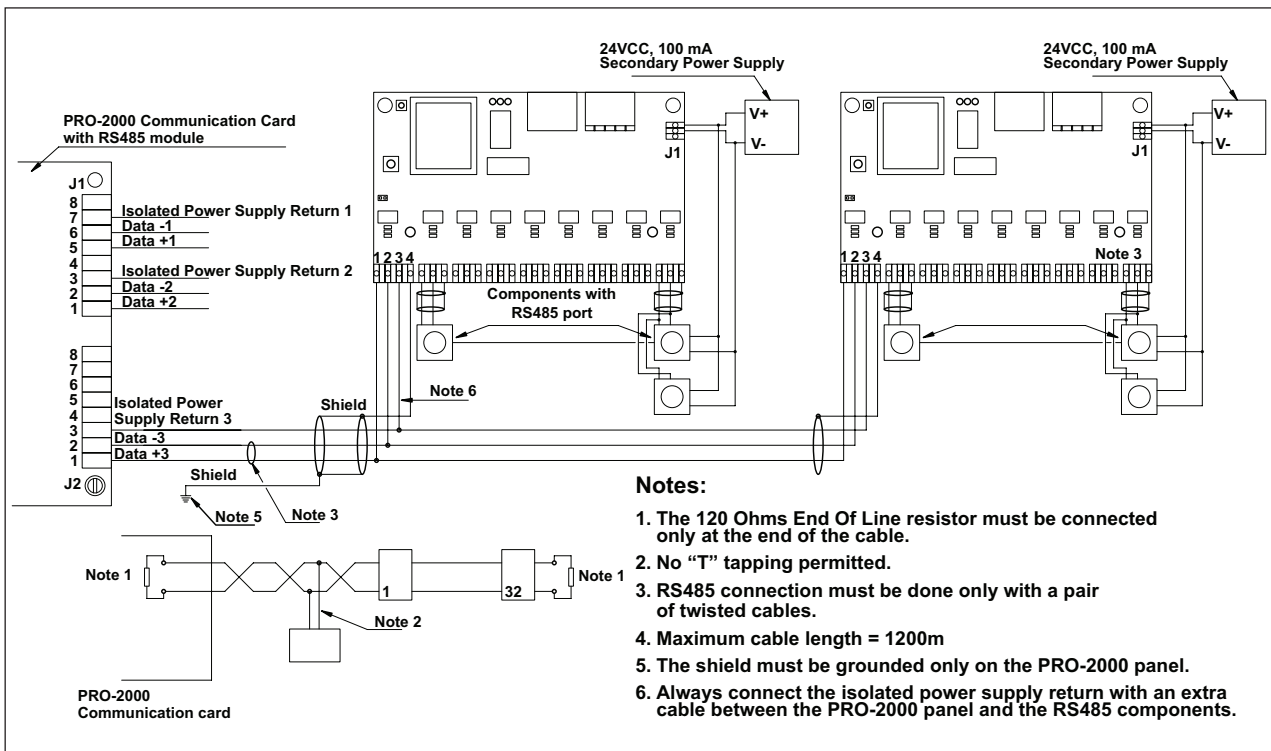 24VCC, 100 mA
Secondary Power Supply
24VCC, 100 mA
Secondary Power Supply
PRO-2000 Communication Card
with RS485 module
V+
V-
J1
V+
V-
J1
J1
8
7
6
5
4
3
2
1
Isolated Power Supply Return 1
Data -1
Data +1
Isolated Power Supply Return 2
Data -2
Data +2
1 2 3 4
1 2 3 4
Note 3
Components with
RS485 port
8
7
6
5
4
3
2
1
J2
Isolated Power
Supply Return 3
Data -3
Data +3
Shield
Note 6
Shield
Note 5
Note 3
Note 1
1
32
Note 1
Note 2
PRO-2000
Communication card
Notes:
1. The 120 Ohms End Of Line resistor must be connected
only at the end of the cable.
2. No “T” tapping permitted.
3. RS485 connection must be done only with a pair
of twisted cables.
4. Maximum cable length = 1200m
5. The shield must be grounded only on the PRO-2000 panel.
6. Always connect the isolated power supply return with an extra
cable between the PRO-2000 panel and the RS485 components.